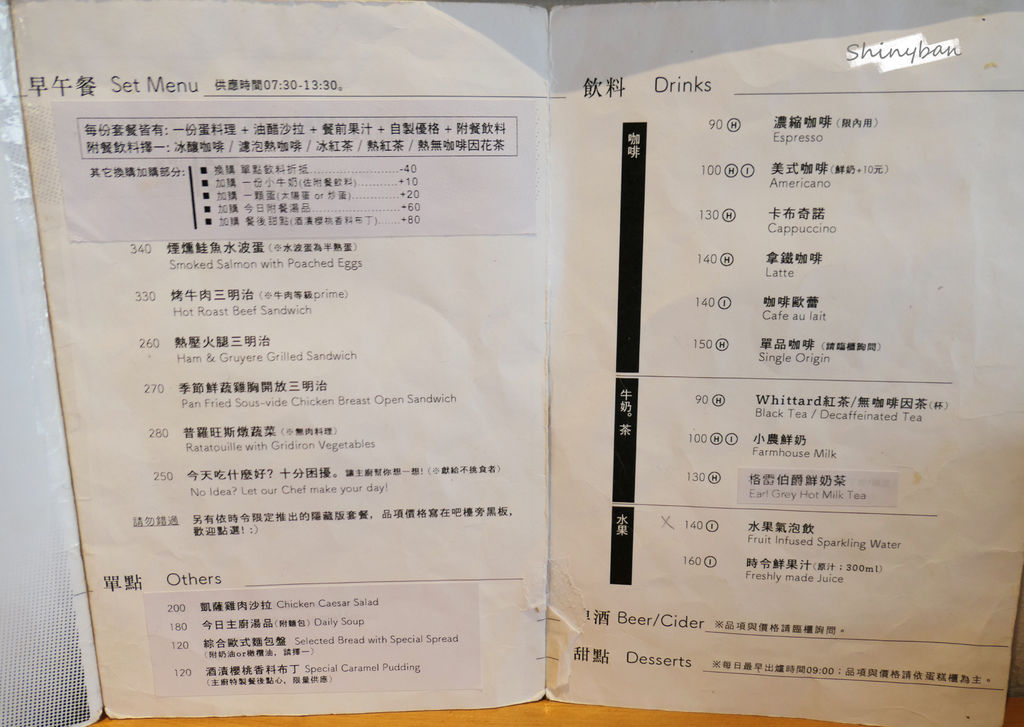 早午餐 Set Menu 供應時間07:30-13:30。
每份套餐皆有: 一份蛋料理 + 油醋沙拉 + 餐前果汁 + 自製優格 + 附餐飲料
附餐飲料擇一: 冰釀咖啡 / 濾泡熱咖啡 / 冰紅茶 / 熱紅茶 / 熱無咖啡因花茶
其它換購加購部分:
■ 換購 單點飲料折抵......................-40
■ 加購 一份小牛奶(佐附餐飲料)...........+10
■ 加購 一顆蛋(太陽蛋 or 炒蛋)...........+20
■ 加購 今日附餐湯品......................+60
■ 加購 餐後甜點(酒漬櫻桃香料布丁)......+80
340 煙燻鮭魚水波蛋 (※水波蛋為半熟蛋)
Smoked Salmon with Poached Eggs
330 烤牛肉三明治 (※牛肉等級prime)
Hot Roast Beef Sandwich
260 熱壓火腿三明治
Ham & Gruyere Grilled Sandwich
270 季節鮮蔬雞胸開放三明治
Pan Fried Sous-vide Chicken Breast Open Sandwich
280 普羅旺斯燉蔬菜 (※無肉料理)
Ratatouille with Gridiron Vegetables
250 今天吃什麼好? 十分困擾。讓主廚幫你想一想! (※獻給不挑食者)
No Idea? Let our Chef make your day!
請勿錯過 另有依時令限定推出的隱藏版套餐, 品項價格寫在吧檯旁黑板,
歡迎點選! :)
單點 Others
200 凱薩雞肉沙拉 Chicken Caesar Salad
180 今日主廚湯品(附麵包) Daily Soup
120 綜合歐式麵包盤 Selected Bread with Special Spread
(附奶油or橄欖油, 請擇一)
120 酒漬櫻桃香料布丁 Special Caramel Pudding
(主廚特製餐後點心, 限量供應)
Shinyban
飲料 Drinks
咖啡
90 Ⓗ 濃縮咖啡 (限內用)
Espresso
100 Ⓗ Ⓘ 美式咖啡 (鮮奶+10元)
Americano
130 Ⓗ 卡布奇諾
Cappuccino
140 Ⓗ 拿鐵咖啡
Latte
140 Ⓘ 咖啡歐蕾
Cafe au lait
150 Ⓗ 單品咖啡 (請臨櫃詢問)
Single Origin
牛奶。茶
90 Ⓗ Whittard紅茶/無咖啡因茶(杯)
Black Tea / Decaffeinated Tea
100 Ⓗ Ⓘ 小農鮮奶
Farmhouse Milk
130 Ⓗ 格雷伯爵鮮奶茶
Earl Grey Hot Milk Tea
水果
140 Ⓘ 水果氣泡飲
Fruit Infused Sparkling Water
160 Ⓘ 時令鮮果汁(原汁;300ml)
Freshly made Juice
酒 Beer/Cider ※品項與價格請臨櫃詢問。
甜點 Desserts ※每日最早出爐時間09:00;品項與價格請依蛋糕櫃為主。